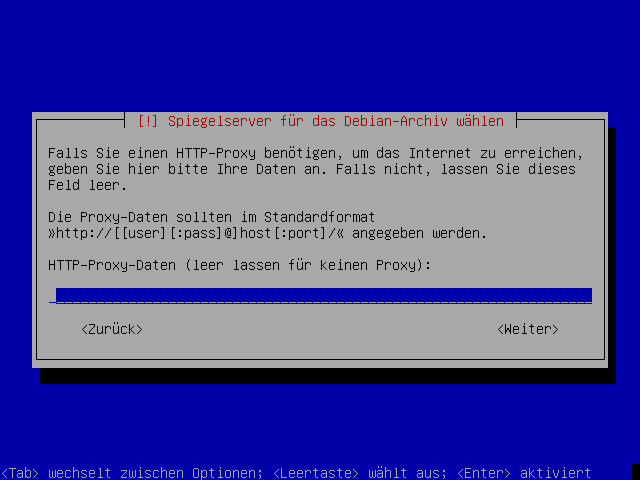 [!] Spiegelserver für das Debian-Archiv wählen
Falls Sie einen HTTP-Proxy benötigen, um das Internet zu erreichen,
geben Sie hier bitte Ihre Daten an. Falls nicht, lassen Sie dieses
Feld leer.
Die Proxy-Daten sollten im Standardformat
»http://[[user][:pass]@]host[:port]/« angegeben werden.
HTTP-Proxy-Daten (leer lassen für keinen Proxy):
<Zurück> <Weiter>
<Tab> wechselt zwischen Optionen; <Leertaste> wählt aus; <Enter> aktiviert